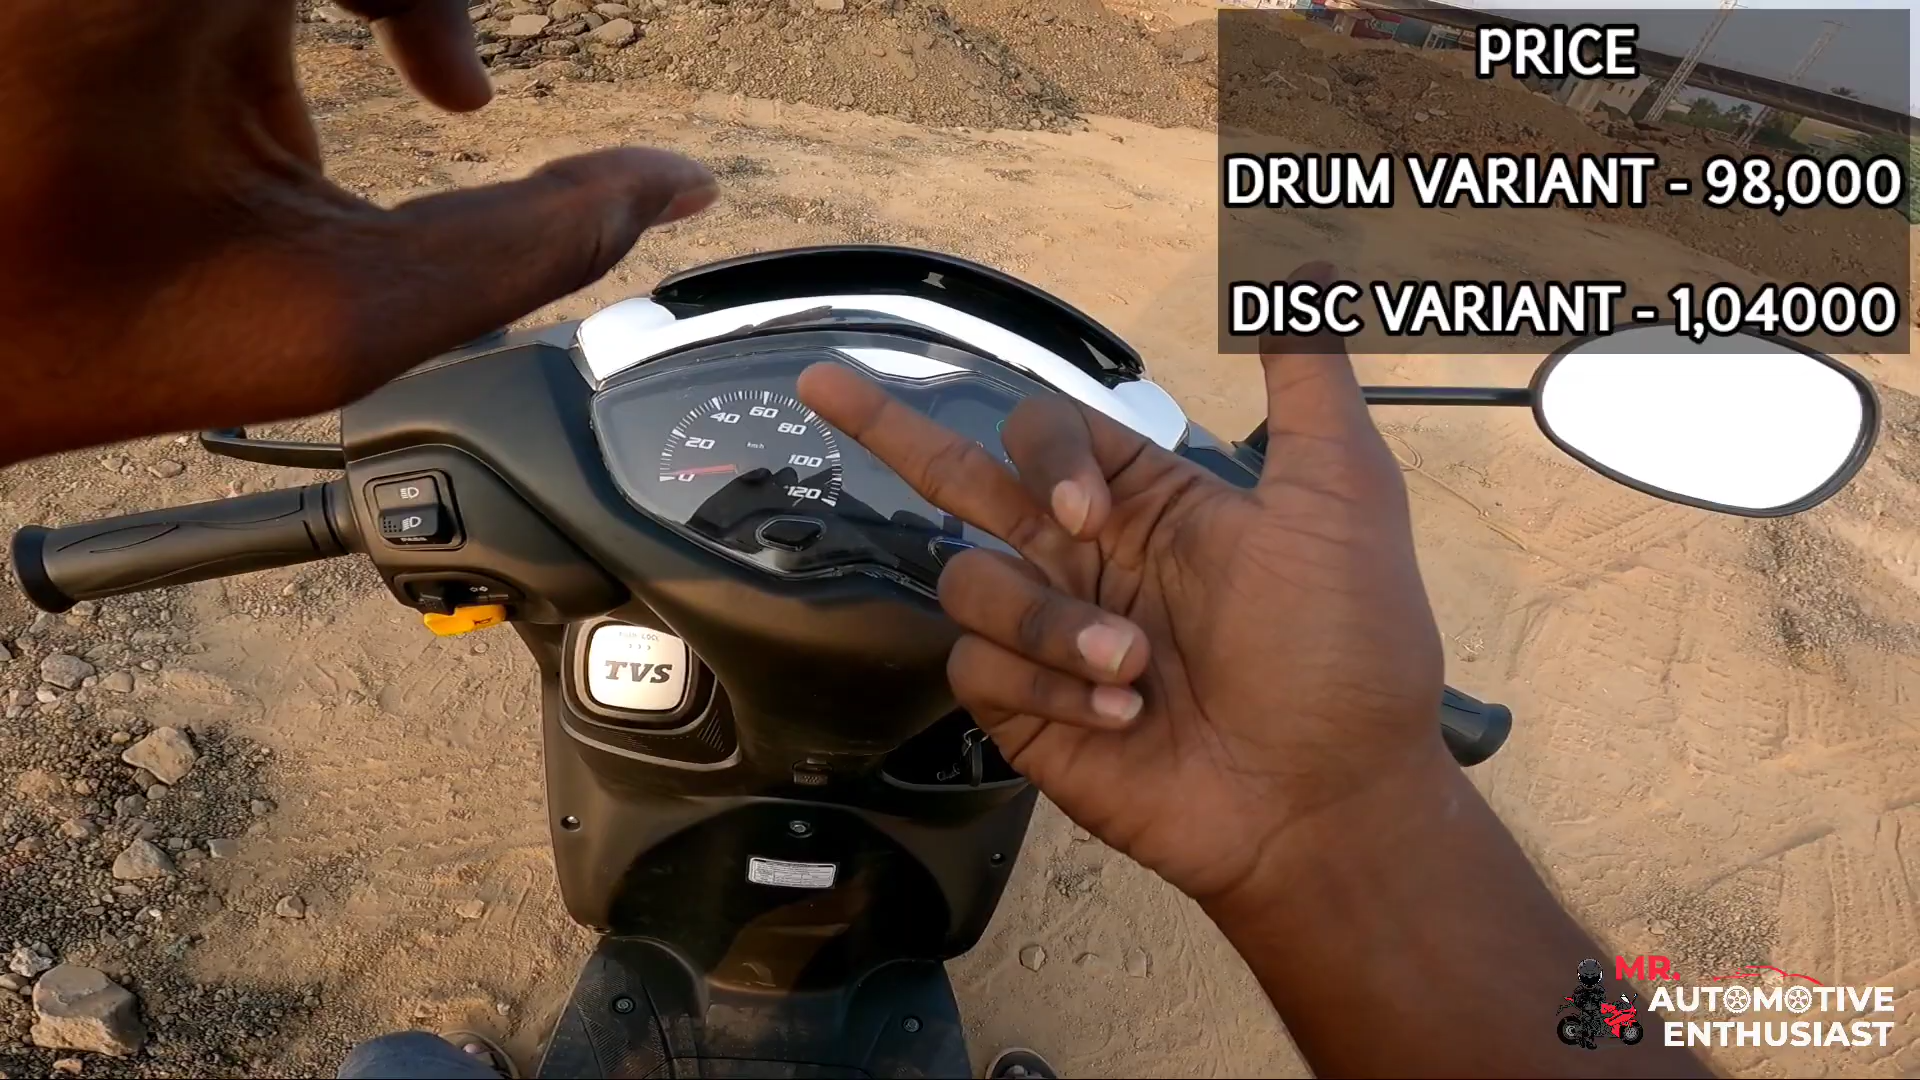 PRICE
DRUM VARIANT - 98,000
DISC VARIANT - 1,04000
0
20
40
60
80
100
120
km/h
TVS
MR.
AUTOMOTIVE
ENTHUSIAST